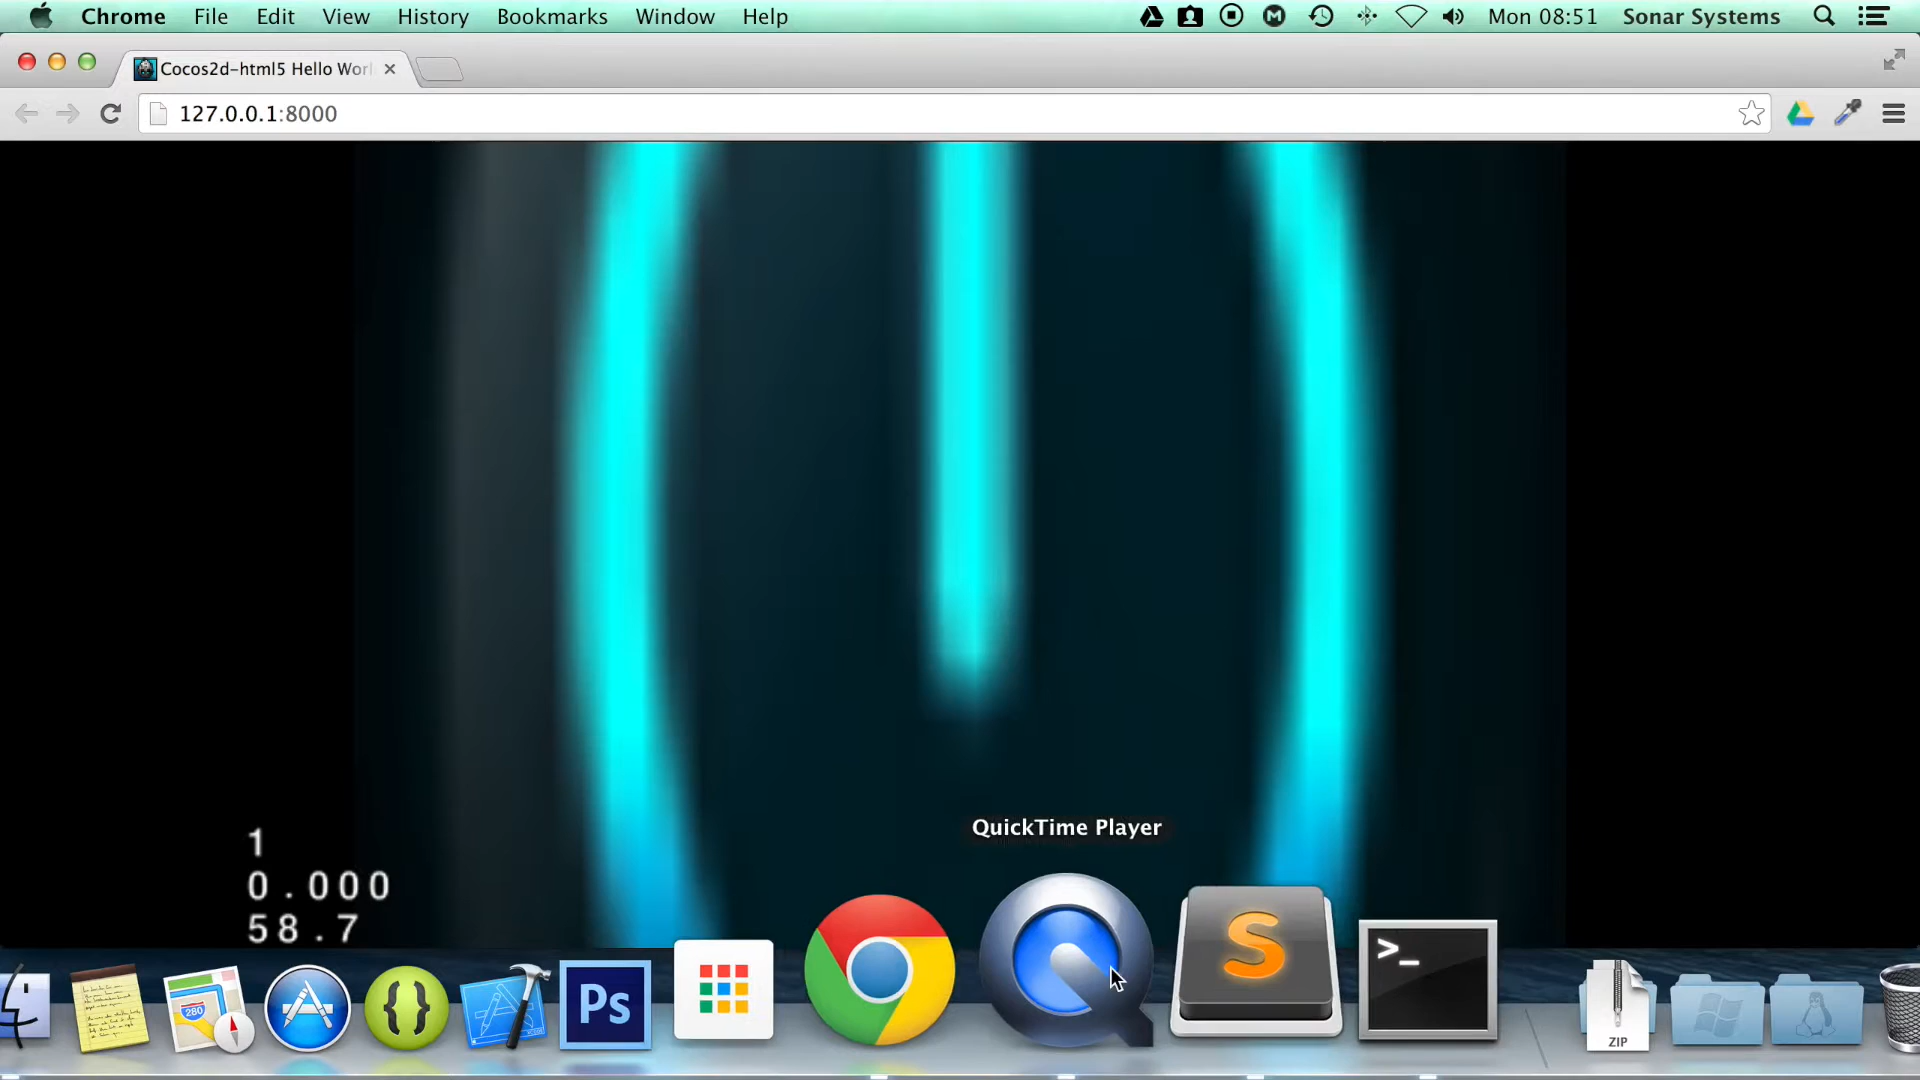 Chrome File Edit View History Bookmarks Window Help Mon 08:51 Sonar Systems
Cocos2d-html5 Hello Worl
127.0.0.1:8000
QuickTime Player
1
0.000
58.7
280
{}
Ps
S
>_
ZIP